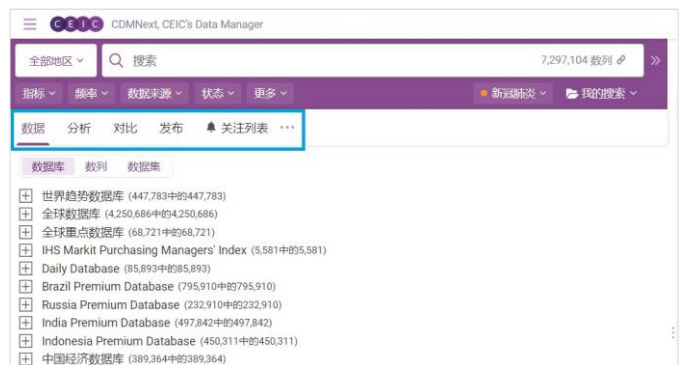 CEIC CDMNext, CEIC's Data Manager
全部地区 搜索 7,297,104 数列
指标 频率 数据来源 状态 更多 新冠肺炎 我的搜索
数据 分析 对比 发布 关注列表 ···
数据库 数列 数据集
世界趋势数据库 (447,783中的447,783)
全球数据库 (4,250,686中的4,250,686)
全球重点数据库 (68,721中的68,721)
IHS Markit Purchasing Managers' Index (5,581中的5,581)
Daily Database (85,893中的85,893)
Brazil Premium Database (795,910中的795,910)
Russia Premium Database (232,910中的232,910)
India Premium Database (497,842中的497,842)
Indonesia Premium Database (450,311中的450,311)
中国经济数据库 (389,364中的389,364)